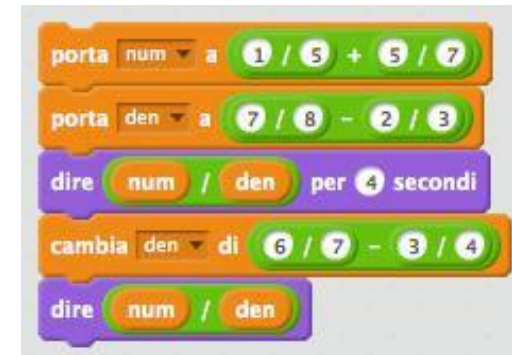 porta num a 1 / 5 + 5 / 7
porta den a 7 / 8 - 2 / 3
dire num / den per 4 secondi
cambia den di 6 / 7 - 3 / 4
dire num / den